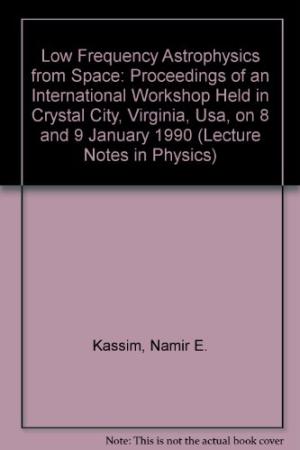 Low Frequency Astrophysics
from Space: Proceedings of an
International Workshop Held in
Crystal City, Virginia, Usa, on 8
and 9 January 1990 (Lecture
Notes in Physics)
Kassim, Namir E.
Note: This is not the actual book cover